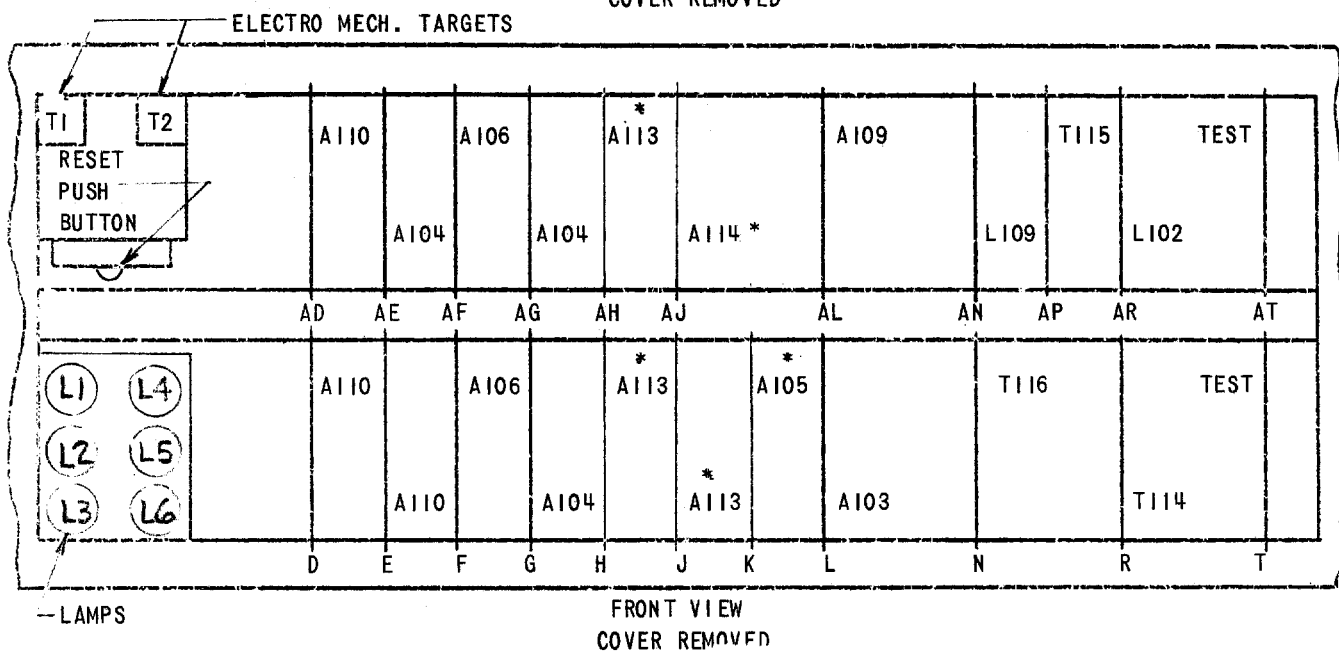 COVER REMOVED
ELECTRO MECH. TARGETS
T1 T2
RESET
PUSH
BUTTON
A110 A106 * A113 A109 T115 TEST
A104 A104 A114 * L109 L102
AD AE AF AG AH AJ AL AN AP AR AT
L1 L4
L2 L5
L3 L6
A110 A106 * A113 * A105 T116 TEST
A110 A104 * A113 A103 T114
D E F G H J K L N R T
LAMPS
FRONT VIEW
COVER REMOVED